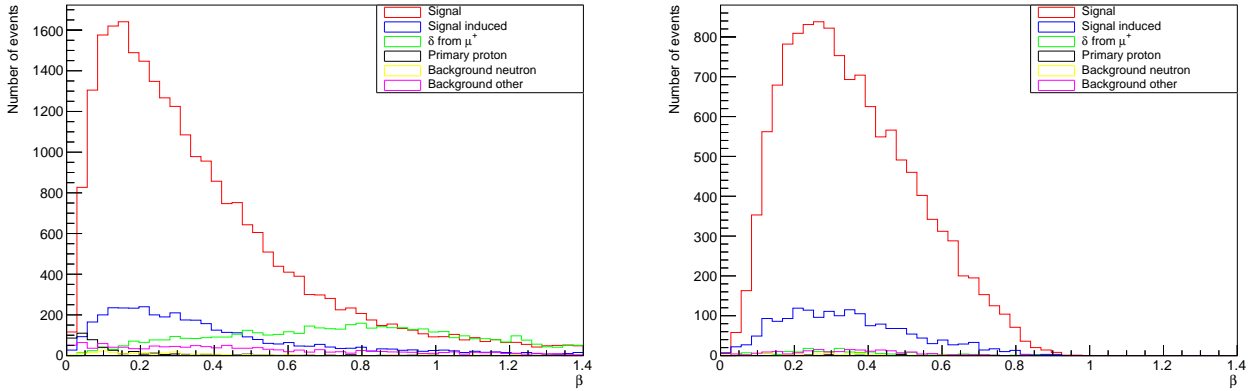 Number of events
1600
1400
1200
1000
800
600
400
200
0
0 0.2 0.4 0.6 0.8 1 1.2 1.4
β
Signal
Signal induced
δ from μ+
Primary proton
Background neutron
Background other
Number of events
800
700
600
500
400
300
200
100
0
0 0.2 0.4 0.6 0.8 1 1.2 1.4
β
Signal
Signal induced
δ from μ+
Primary proton
Background neutron
Background other